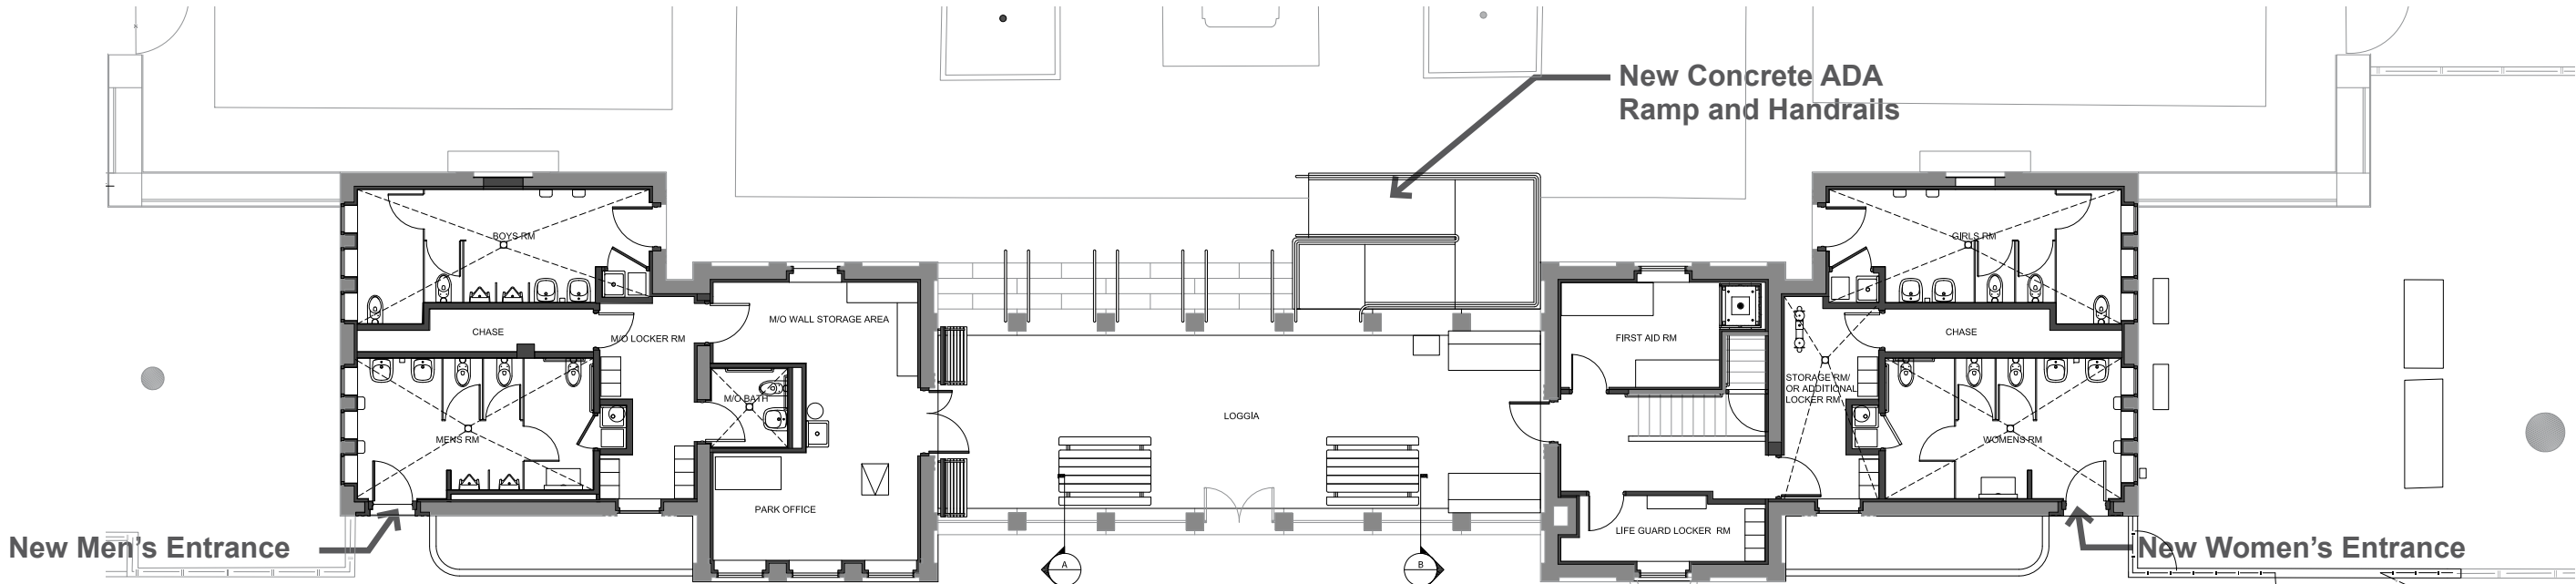 New Concrete ADA
Ramp and Handrails
BOYS RM
GIRLS RM
M/O WALL STORAGE AREA
CHASE
M/O LOCKER RM
FIRST AID RM
CHASE
STORAGE RM/
OR ADDITIONAL
LOCKER RM
M/O BATH
LOGGIA
MENS RM
WOMENS RM
PARK OFFICE
LIFE GUARD LOCKER RM
New Men's Entrance
New Women's Entrance
A
B